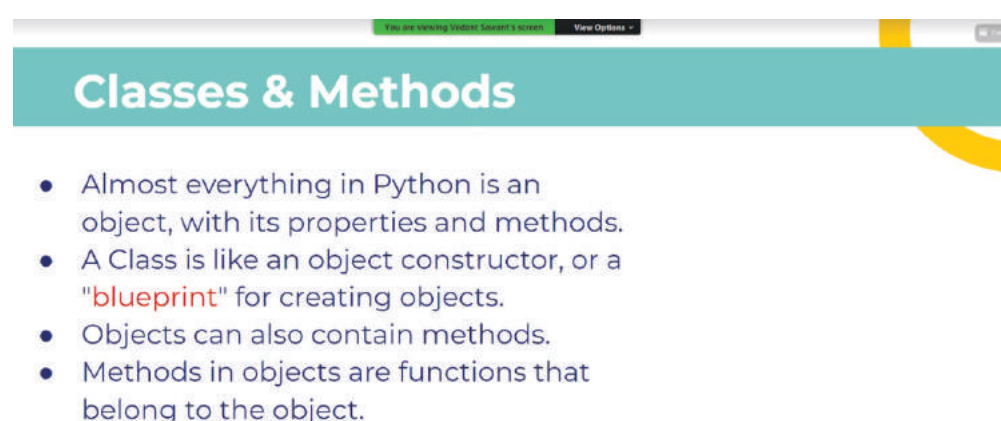 You are viewing Vedant Sawant's screen View Options
Classes & Methods
● Almost everything in Python is an
object, with its properties and methods.
● A Class is like an object constructor, or a
"blueprint" for creating objects.
● Objects can also contain methods.
● Methods in objects are functions that
belong to the object.